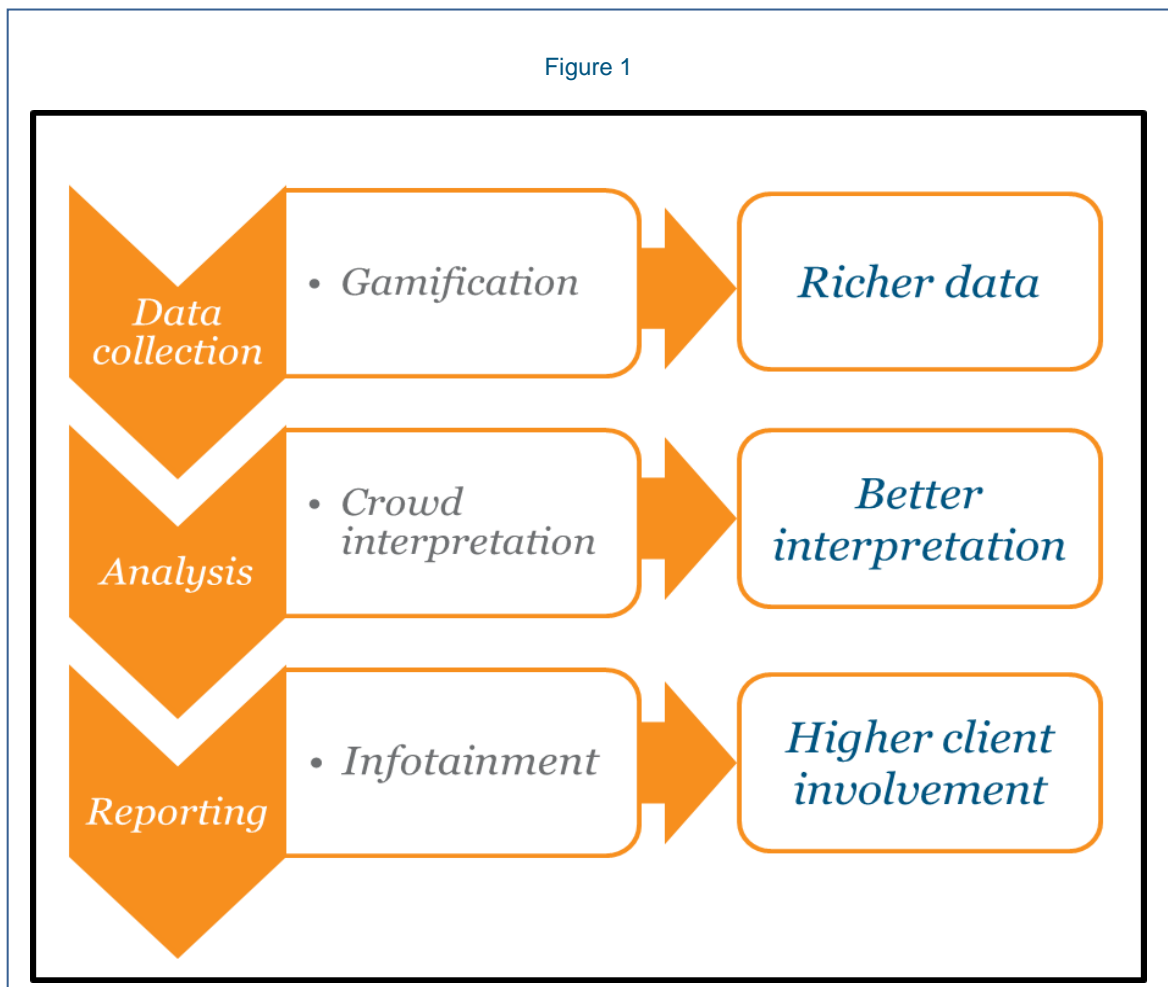 Figure 1
Data
collection
• Gamification
Richer data
Analysis
• Crowd
interpretation
Better
interpretation
Reporting
• Infotainment
Higher client
involvement